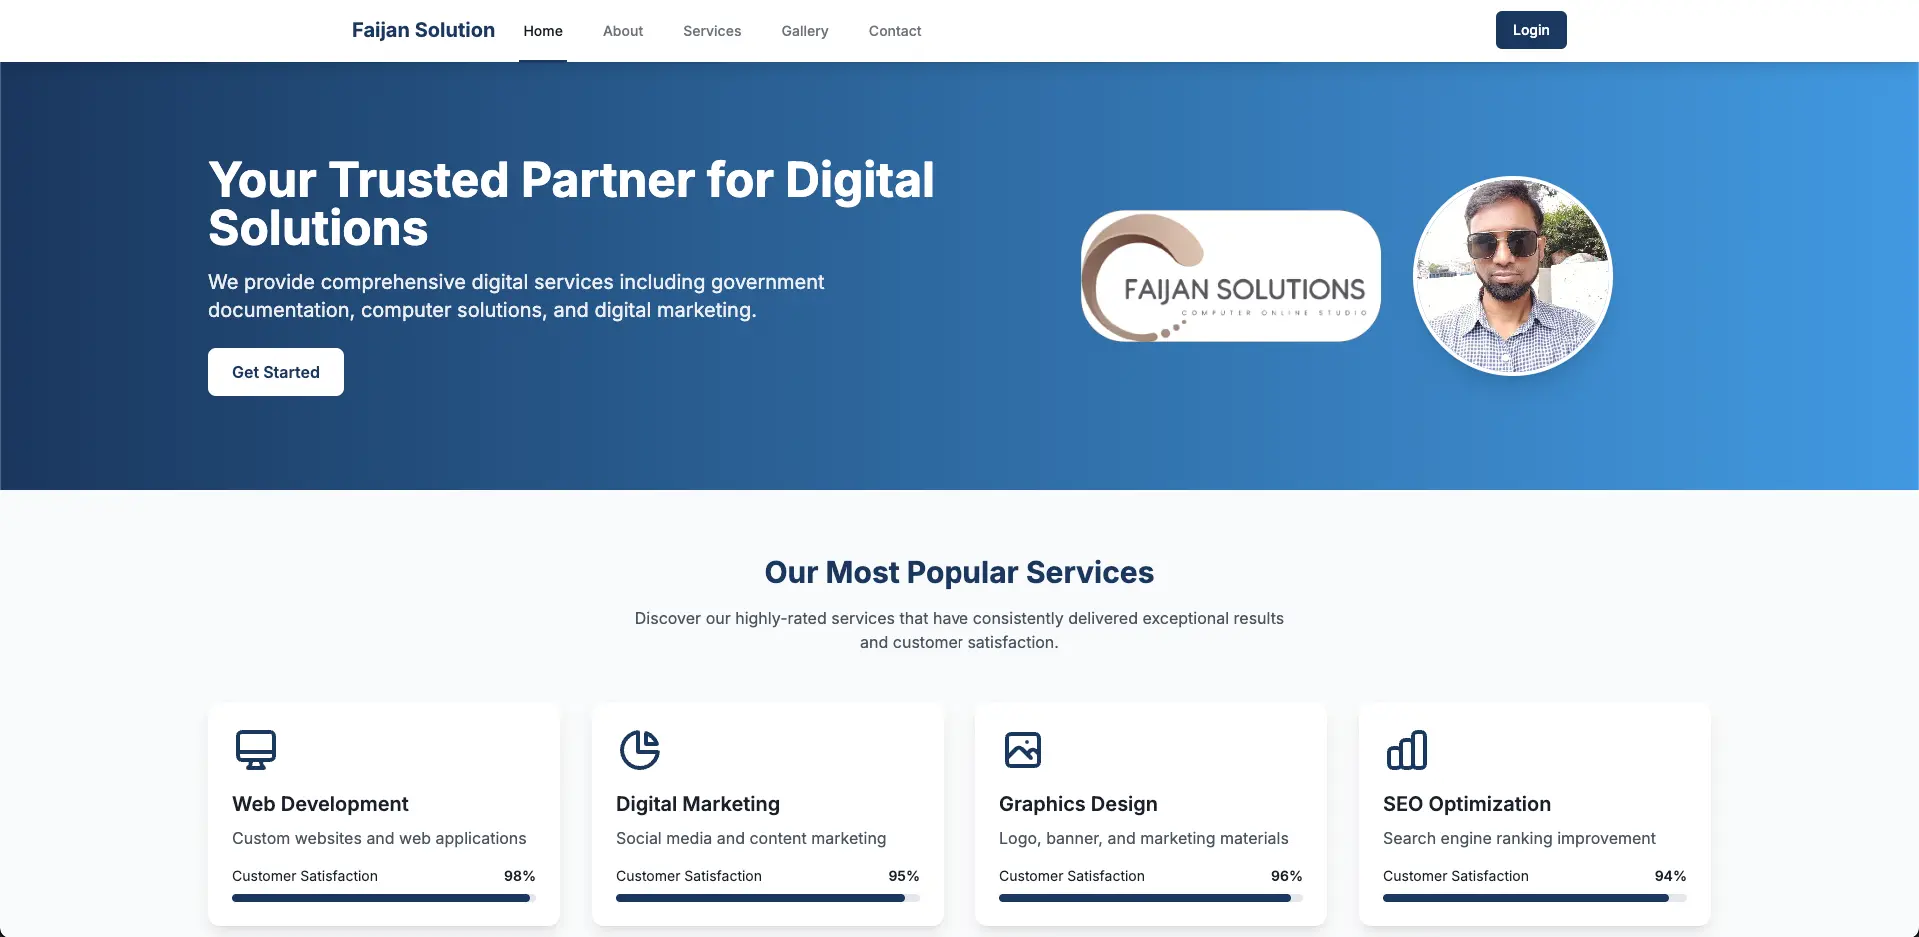 Faijan Solution
Home
About
Services
Gallery
Contact
Login
Your Trusted Partner for Digital
Solutions
We provide comprehensive digital services including government
documentation, computer solutions, and digital marketing.
Get Started
FAIJAN SOLUTIONS
COMPUTER ONLINE STUDIO
Our Most Popular Services
Discover our highly-rated services that have consistently delivered exceptional results
and customer satisfaction.
Web Development
Custom websites and web applications
Customer Satisfaction 98%
Digital Marketing
Social media and content marketing
Customer Satisfaction 95%
Graphics Design
Logo, banner, and marketing materials
Customer Satisfaction 96%
SEO Optimization
Search engine ranking improvement
Customer Satisfaction 94%